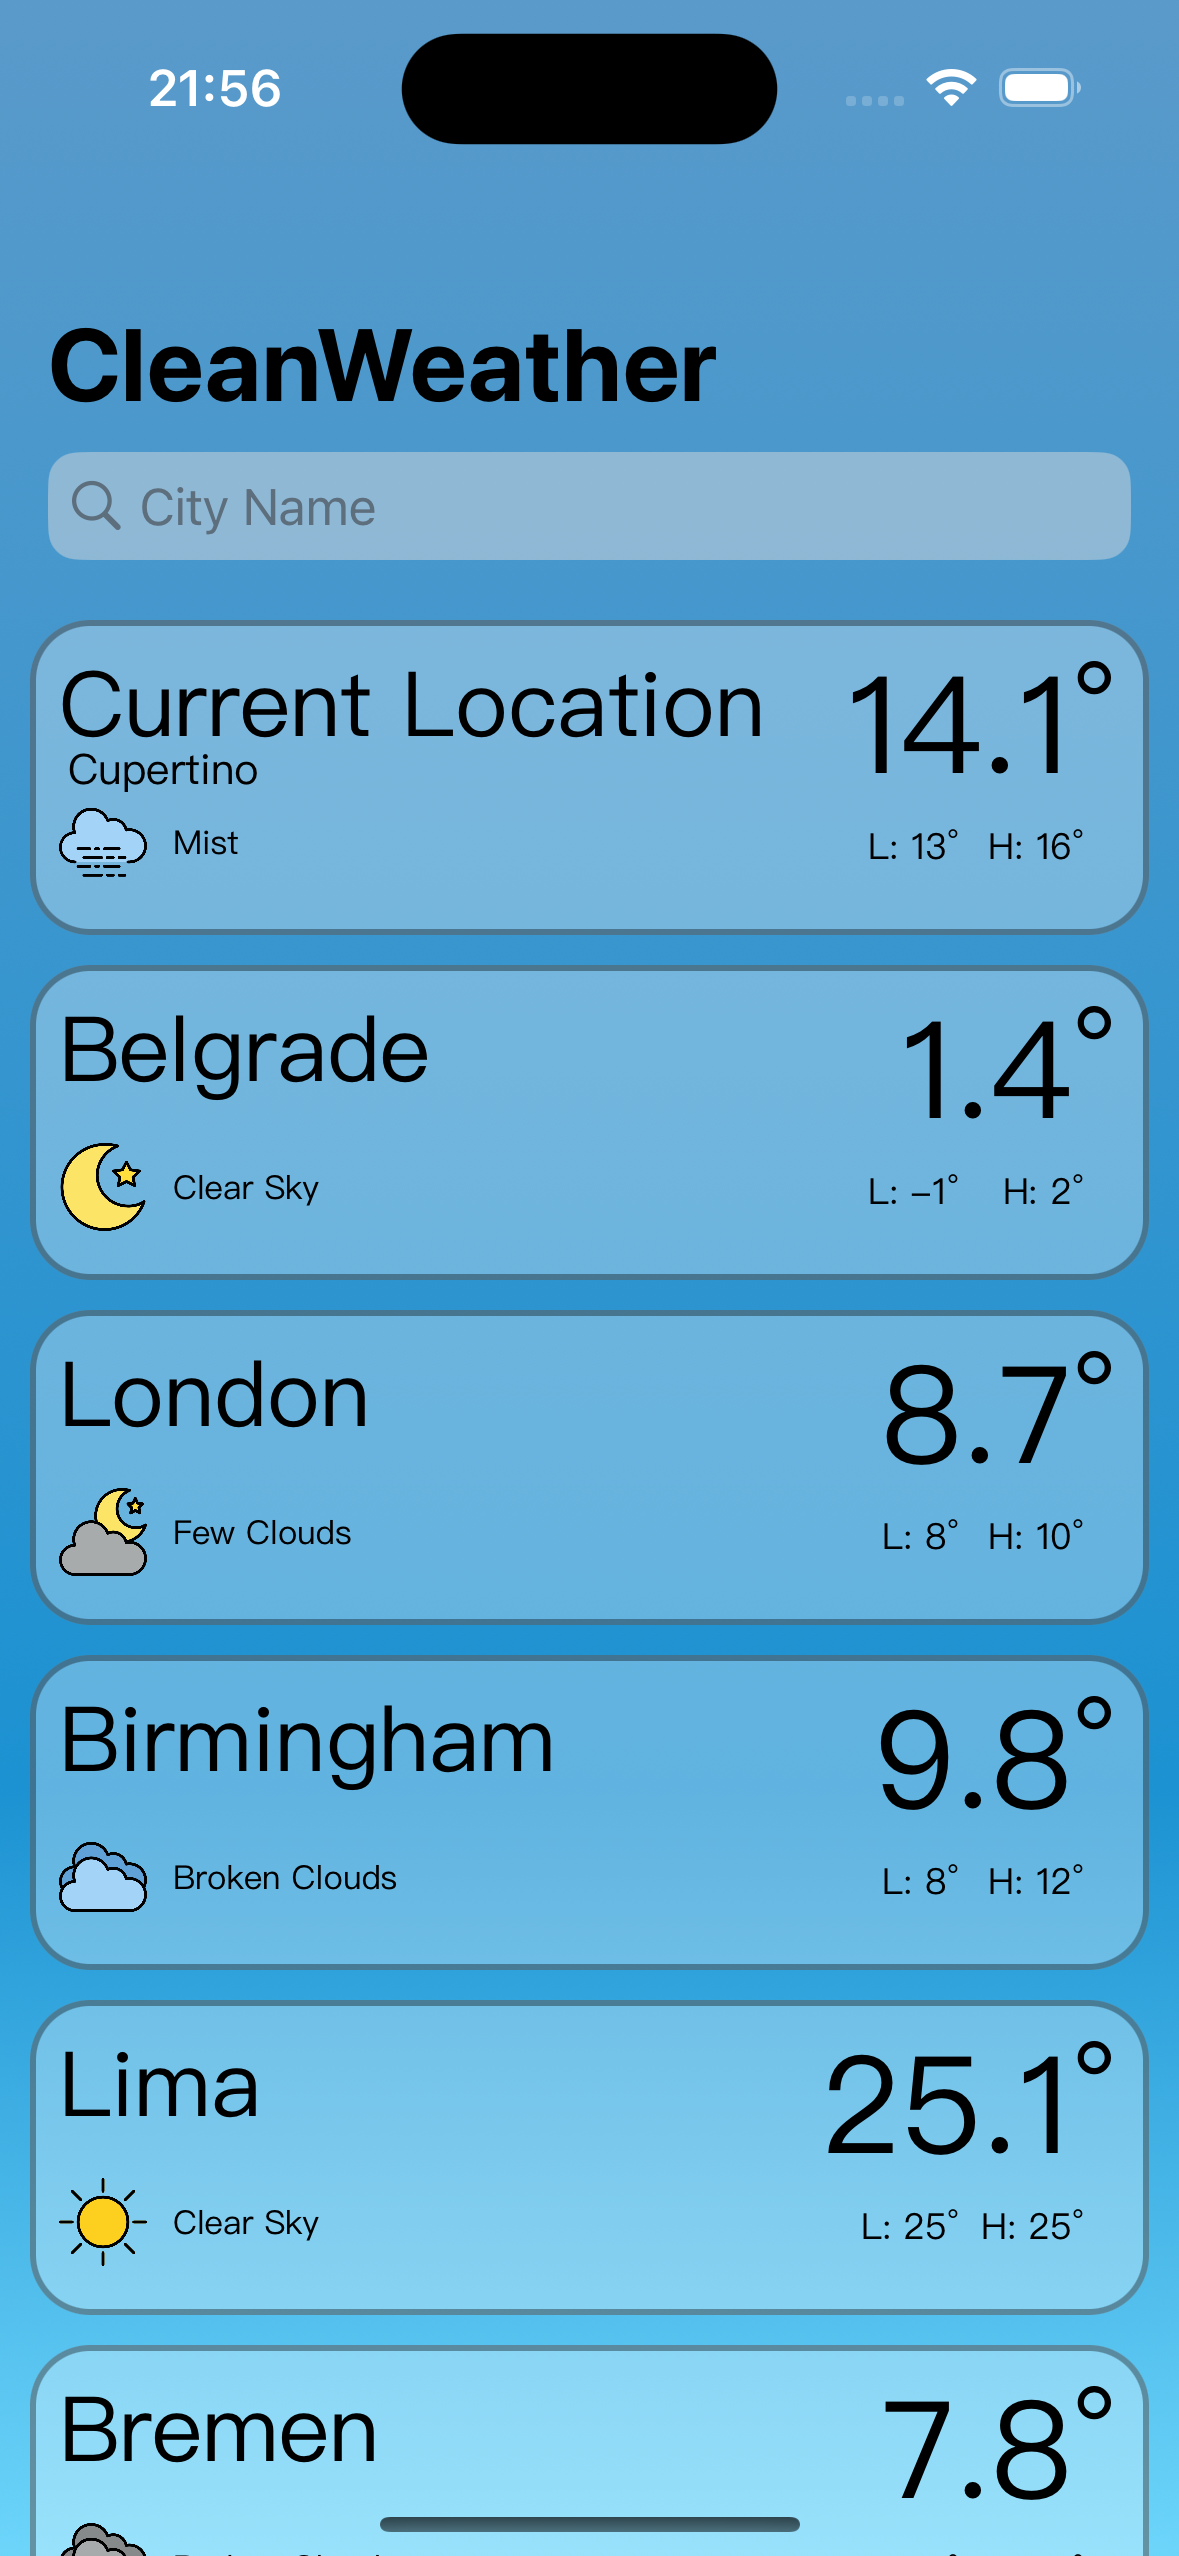 21:56
CleanWeather
City Name
Current Location 14.1°
Cupertino
Mist L: 13° H: 16°
Belgrade 1.4°
Clear Sky L: –1° H: 2°
London 8.7°
Few Clouds L: 8° H: 10°
Birmingham 9.8°
Broken Clouds L: 8° H: 12°
Lima 25.1°
Clear Sky L: 25° H: 25°
Bremen 7.8°